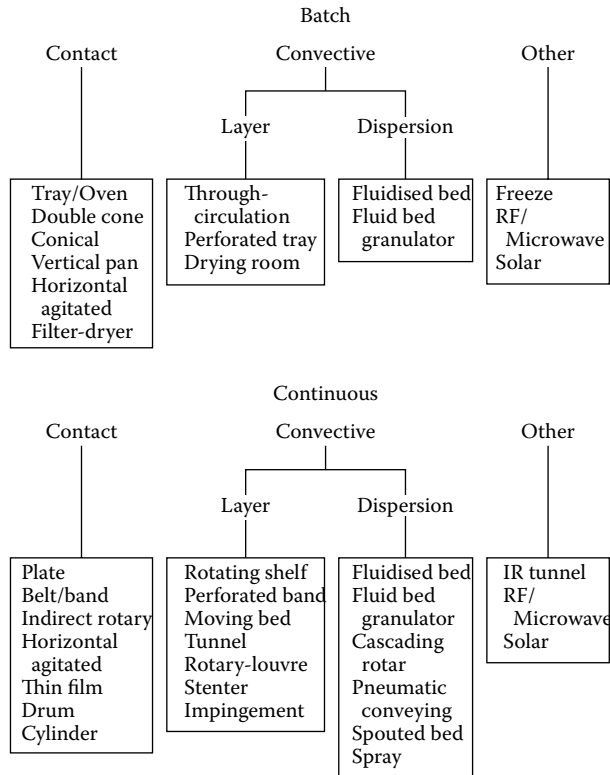 Batch
Contact
Convective
Other
Layer
Dispersion
Tray/Oven
Double cone
Conical
Vertical pan
Horizontal
agitated
Filter-dryer
Through-
circulation
Perforated tray
Drying room
Fluidised bed
Fluid bed
granulator
Freeze
RF/
Microwave
Solar
Continuous
Contact
Convective
Other
Layer
Dispersion
Plate
Belt/band
Indirect rotary
Horizontal
agitated
Thin film
Drum
Cylinder
Rotating shelf
Perforated band
Moving bed
Tunnel
Rotary-louvre
Stenter
Impingement
Fluidised bed
Fluid bed
granulator
Cascading
rotar
Pneumatic
conveying
Spouted bed
Spray
IR tunnel
RF/
Microwave
Solar